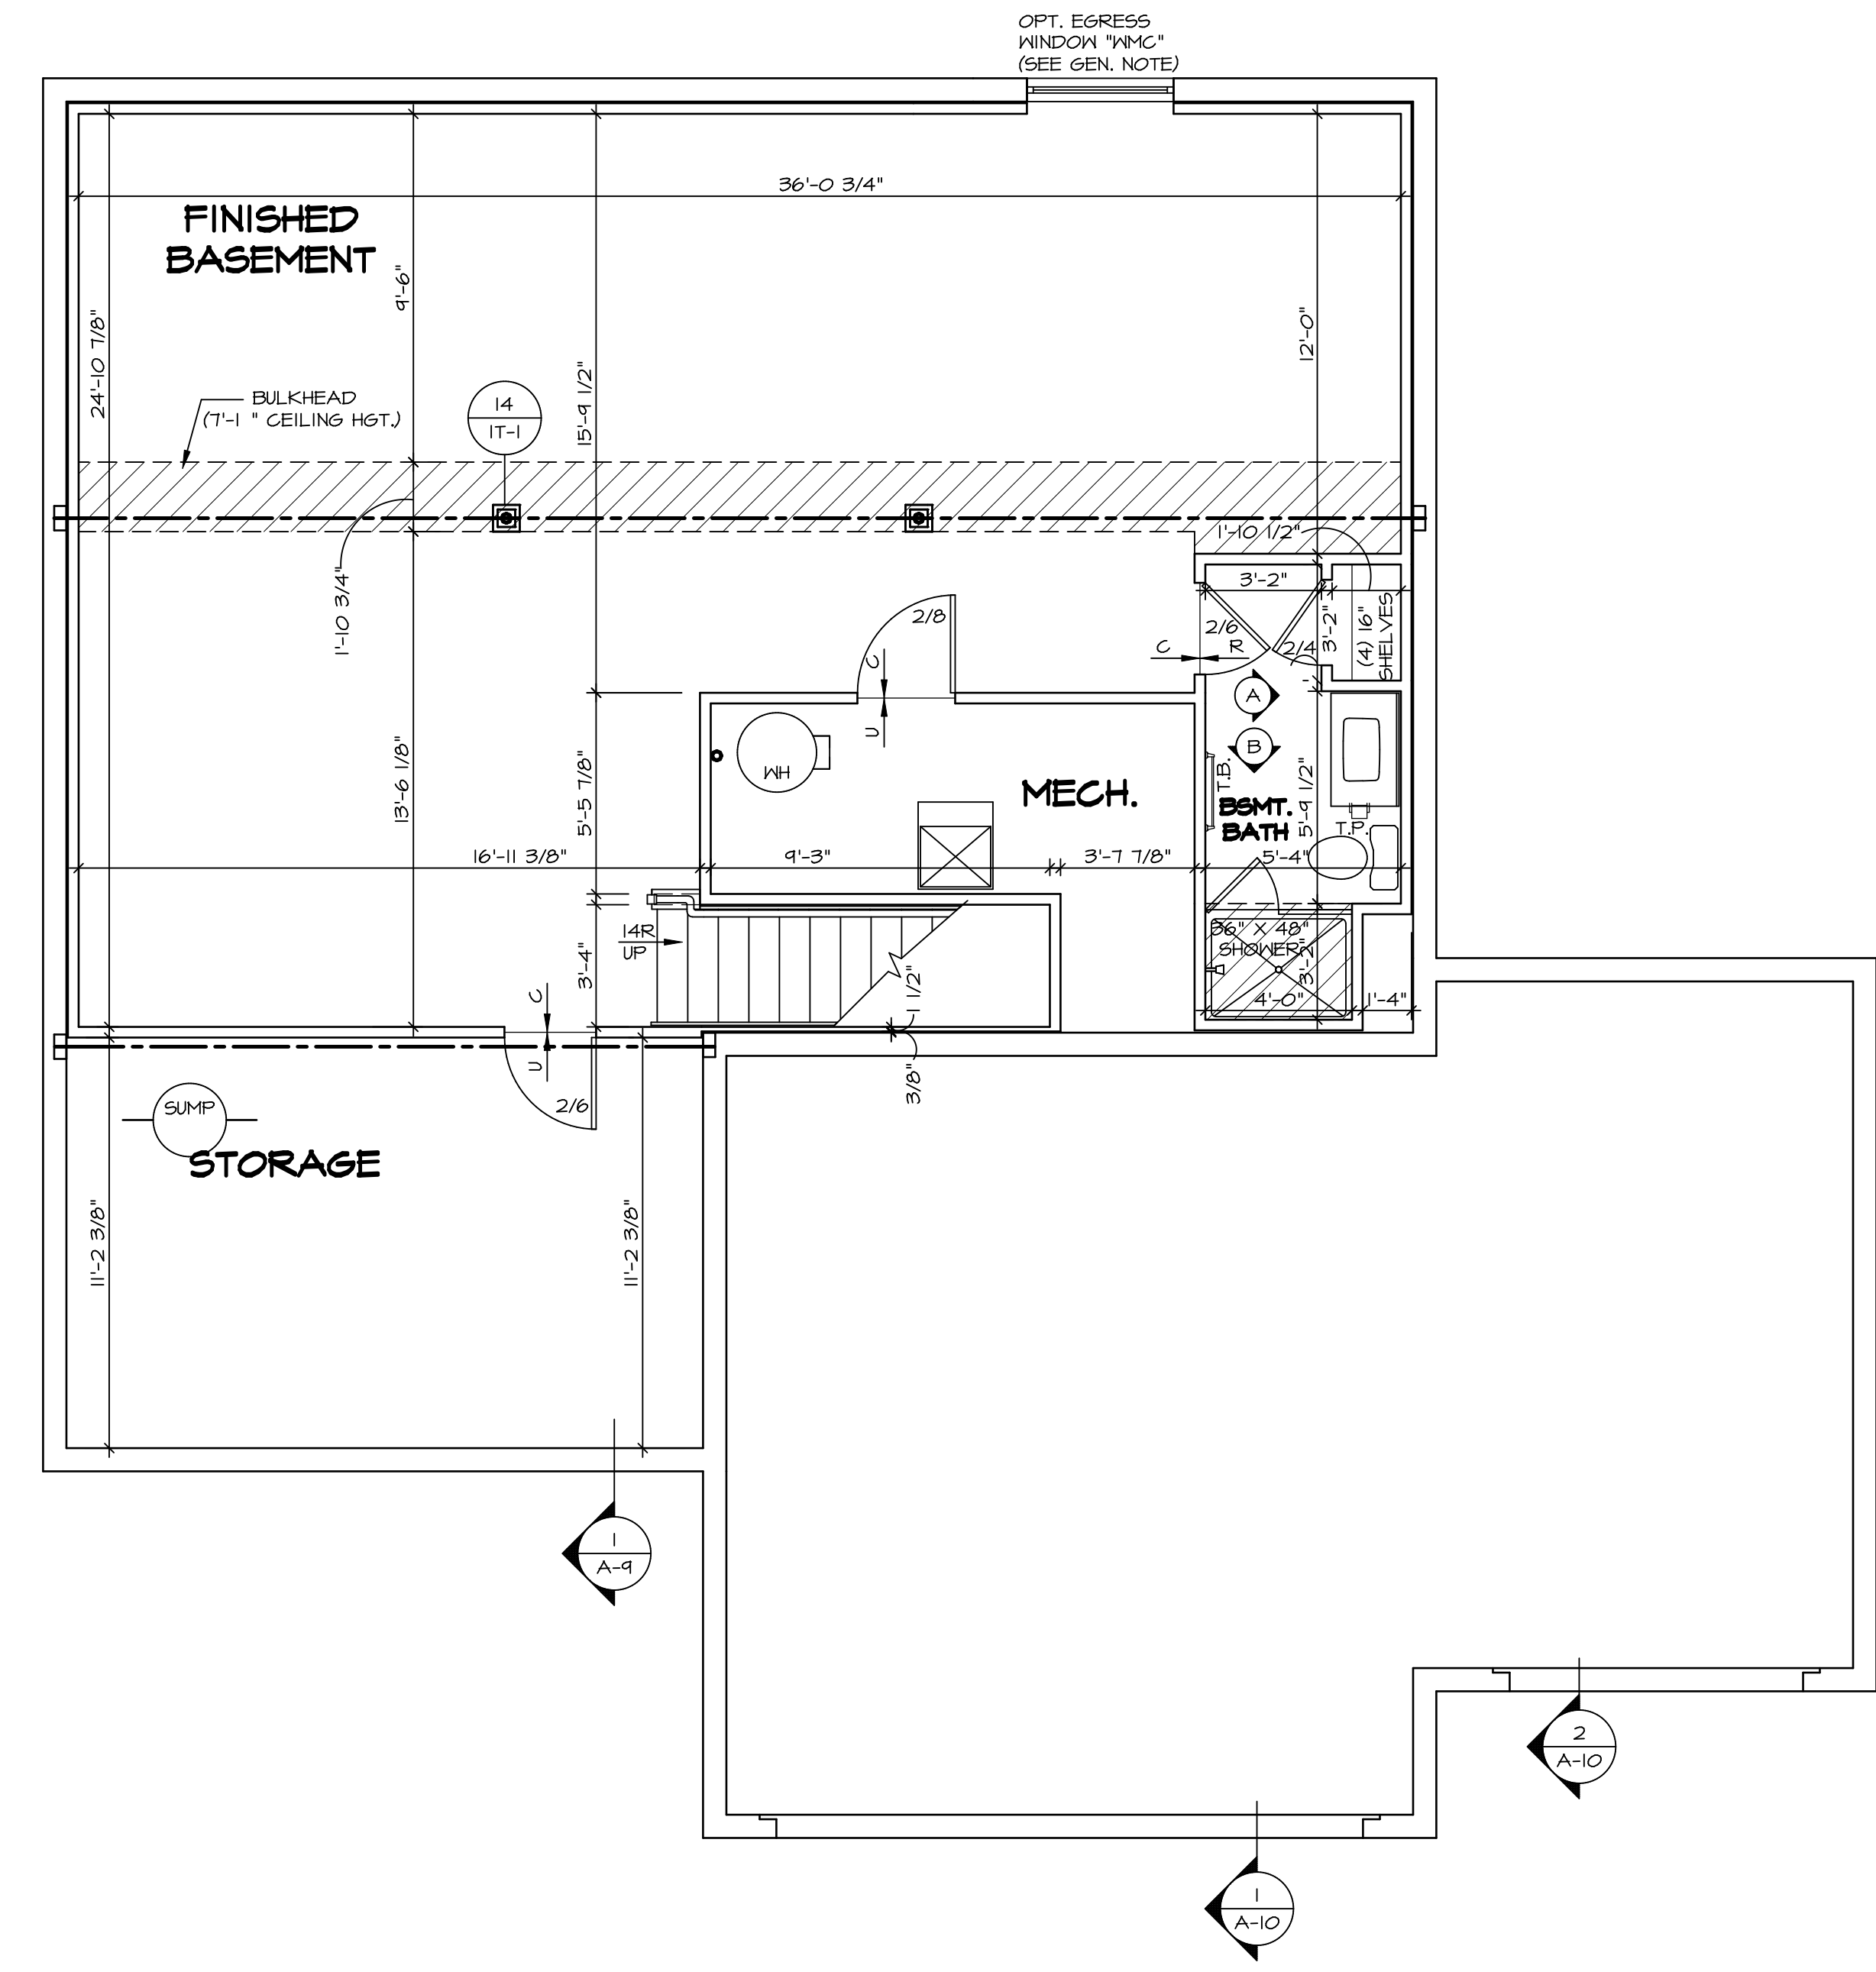 OPT. EGRESS
WINDOW "WMC"
(SEE GEN. NOTE)
36'-0 3/4"
FINISHED
BASEMENT
9'-6"
24'-10 7/8"
12'-0"
15'-9 1/2"
BULKHEAD
(7'-1 " CEILING HGT.)
14
1T-1
1'-10 1/2"
1'-10 3/4"
3'-2"
2/8
2/6
2/4
3'-2"
(4) 16"
SHELVES
C
R
C
U
A
B
WH
MECH.
T.B.
BSMT.
BATH
T.P.
13'-6 1/8"
5'-5 7/8"
5'-9 1/2"
16'-11 3/8"
9'-3"
3'-7 7/8"
5'-4"
14R
UP
3'-4"
36" X 48"
SHOWER
3'-2"
4'-0"
1'-4"
1 1/2"
3/8"
C
U
2/6
SUMP
STORAGE
11'-2 3/8"
11'-2 3/8"
1
A-9
2
A-10
1
A-10